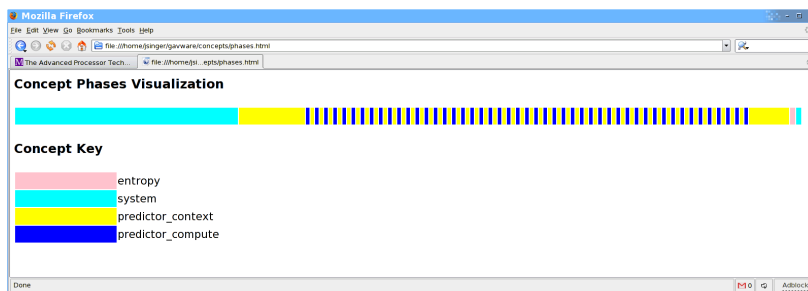 Mozilla Firefox
File Edit View Go Bookmarks Tools Help
file:///home/jsinger/gavware/concepts/phases.html
The Advanced Processor Tech... file:///home/jsi...epts/phases.html
Concept Phases Visualization
Concept Key
entropy
system
predictor_context
predictor_compute
Done 0 Adblock